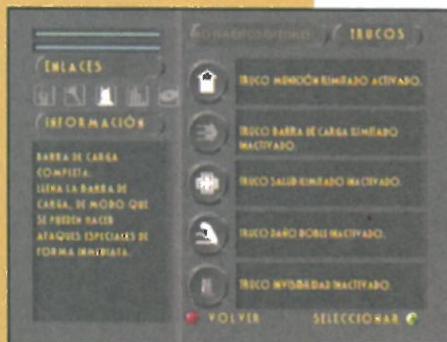 TRUCOS
ENLACES
INFORMACIÓN
BARRA DE CARGA
COMPLETA.
LLENA LA BARRA DE
CARGA, DE MODO QUE
SE PUEDEN HACER
ATAQUES ESPECIALES DE
FORMA INMEDIATA.
TRUCO MUNICIÓN ILIMITADO ACTIVADO.
TRUCO BARRA DE CARGA ILIMITADO
INACTIVADO.
TRUCO SALUD ILIMITADO INACTIVADO.
TRUCO DAÑO DOBLE INACTIVADO.
TRUCO INVISIBILIDAD INACTIVADO.
VOLVER
SELECCIONAR